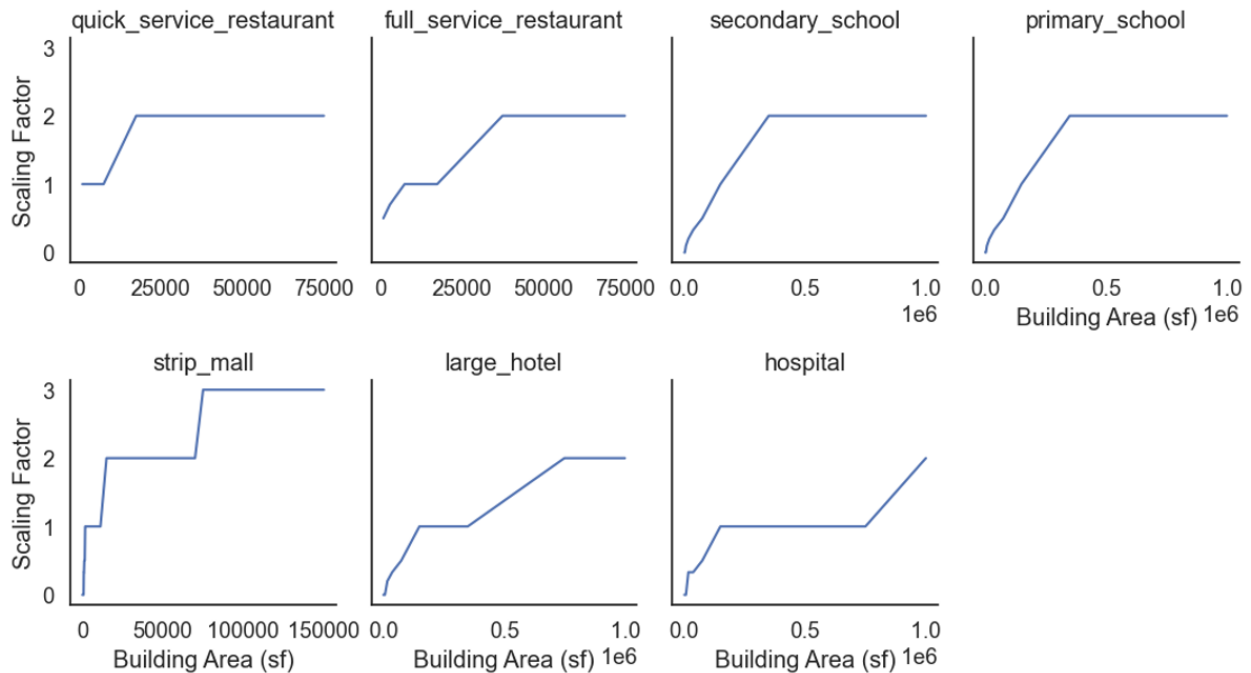 quick_service_restaurant
full_service_restaurant
secondary_school
primary_school
Scaling Factor
3
2
1
0
0 25000 50000 75000
0 25000 50000 75000
0.0 0.5 1.0
1e6
0.0 0.5 1.0
1e6
Building Area (sf)
strip_mall
large_hotel
hospital
Scaling Factor
3
2
1
0
0 50000 100000 150000
Building Area (sf)
0.0 0.5 1.0
Building Area (sf) 1e6
0.0 0.5 1.0
Building Area (sf) 1e6